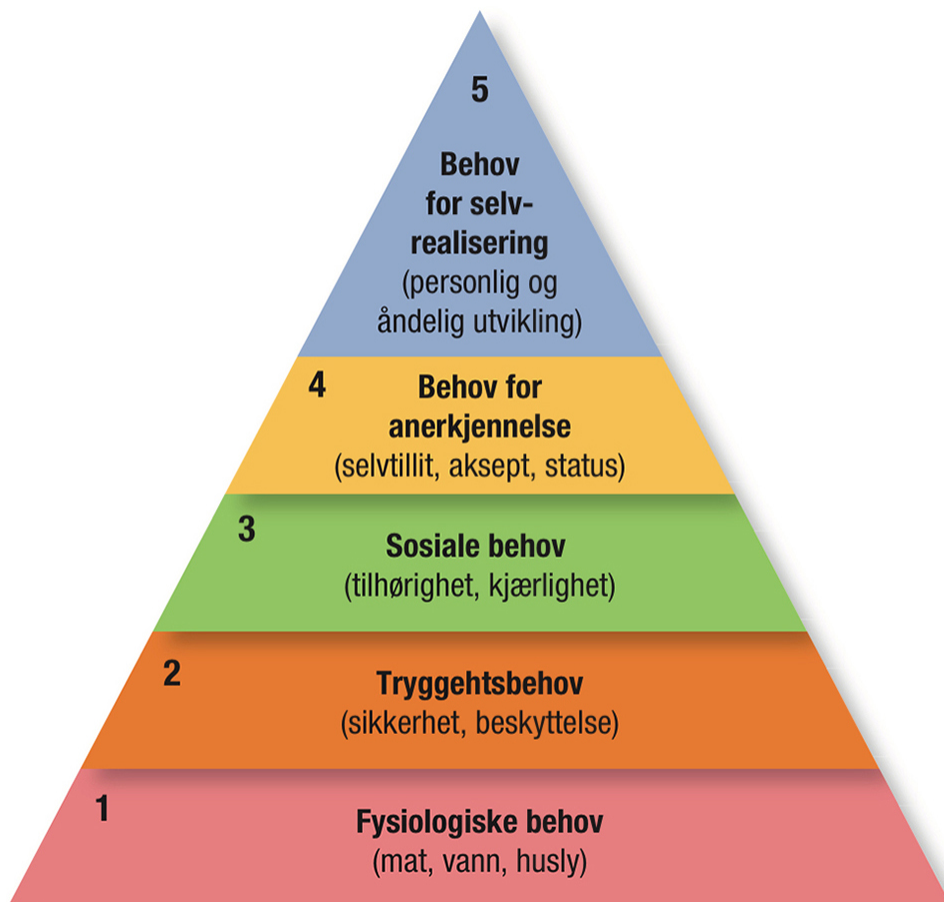 5
Behov
for selv-
realisering
(personlig og
åndelig utvikling)
4
Behov for
anerkjennelse
(selvtillit, aksept, status)
3
Sosiale behov
(tilhørighet, kjærlighet)
2
Tryggehtsbehov
(sikkerhet, beskyttelse)
1
Fysiologiske behov
(mat, vann, husly)